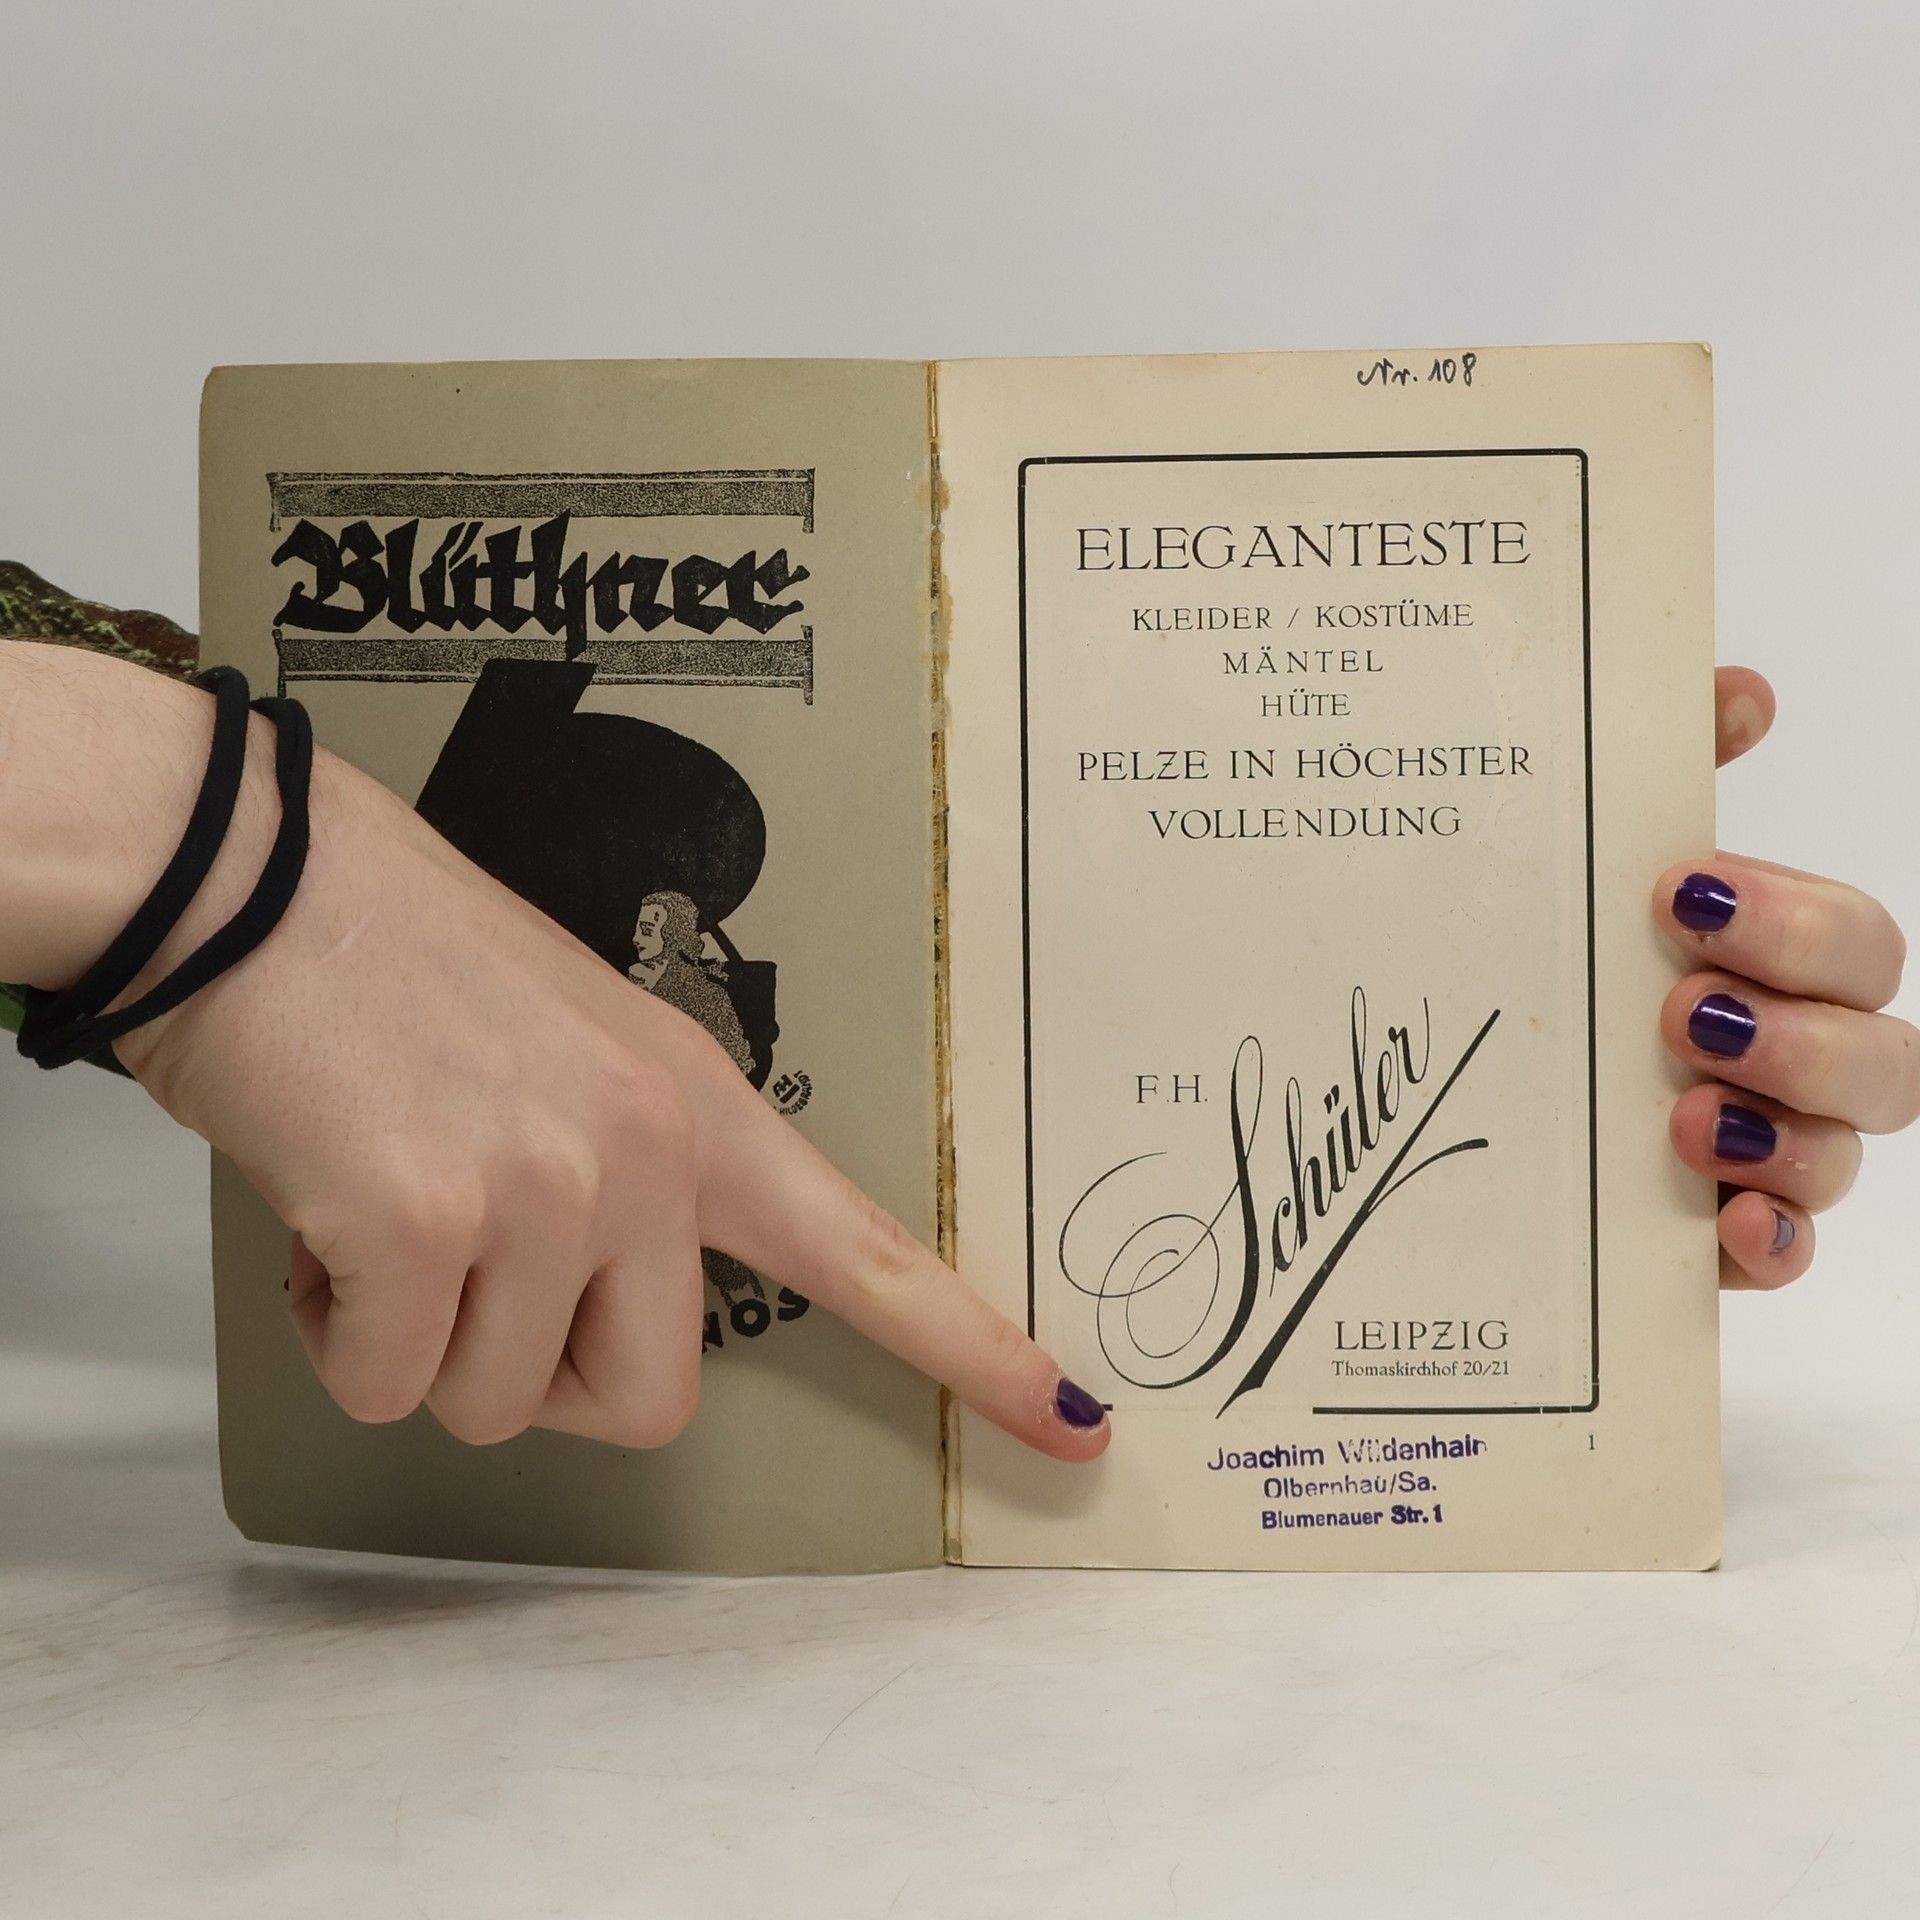 Blüthner
HILDEBRANDT
Nr. 108
ELEGANTESTE
KLEIDER / KOSTÜME
MÄNTEL
HÜTE
PELZE IN HÖCHSTER
VOLLENDUNG
F.H. Schüler
LEIPZIG
Thomaskirchhof 20/21
1
Joachim Wildenhain
Olbernhau/Sa.
Blumenauer Str. 1